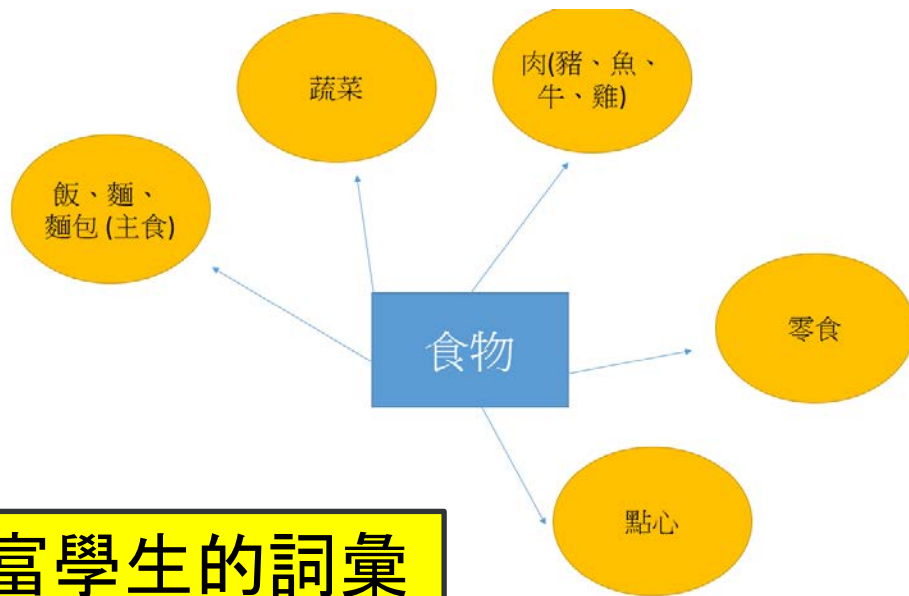 蔬菜
肉(豬、魚、
牛、雞)
飯、麵、
麵包 (主食)
食物
零食
點心
富學生的詞彙